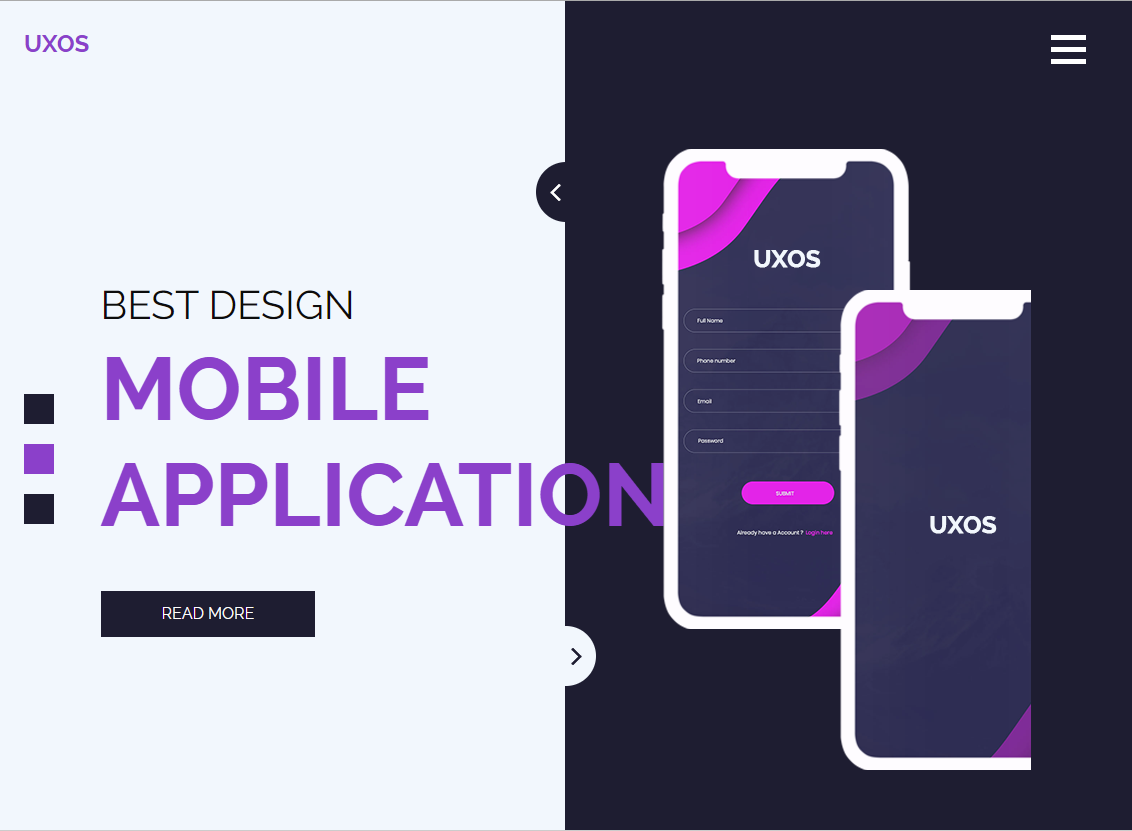 UXOS
BEST DESIGN
MOBILE
APPLICATION
READ MORE
UXOS
Full Name
Phone number
Email
Password
SUBMIT
Already have a Account ? Login here
UXOS